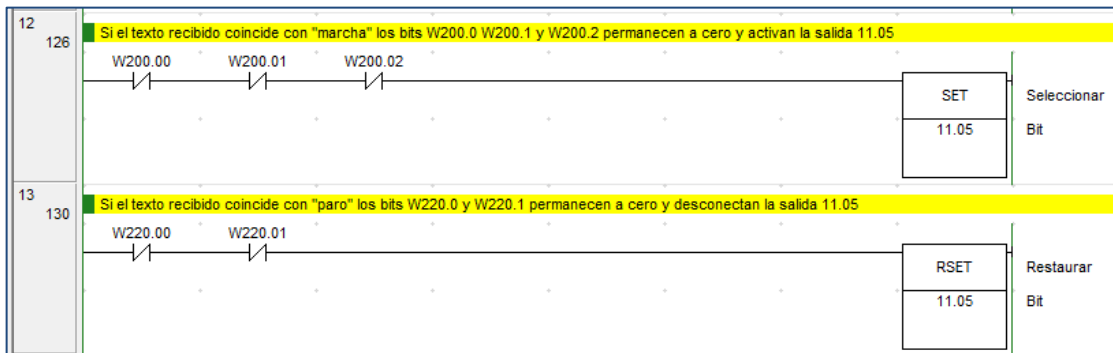 12
126
Si el texto recibido coincide con "marcha" los bits W200.0 W200.1 y W200.2 permanecen a cero y activan la salida 11.05
W200.00 W200.01 W200.02
SET Seleccionar
11.05 Bit
13
130
Si el texto recibido coincide con "paro" los bits W220.0 y W220.1 permanecen a cero y desconectan la salida 11.05
W220.00 W220.01
RSET Restaurar
11.05 Bit